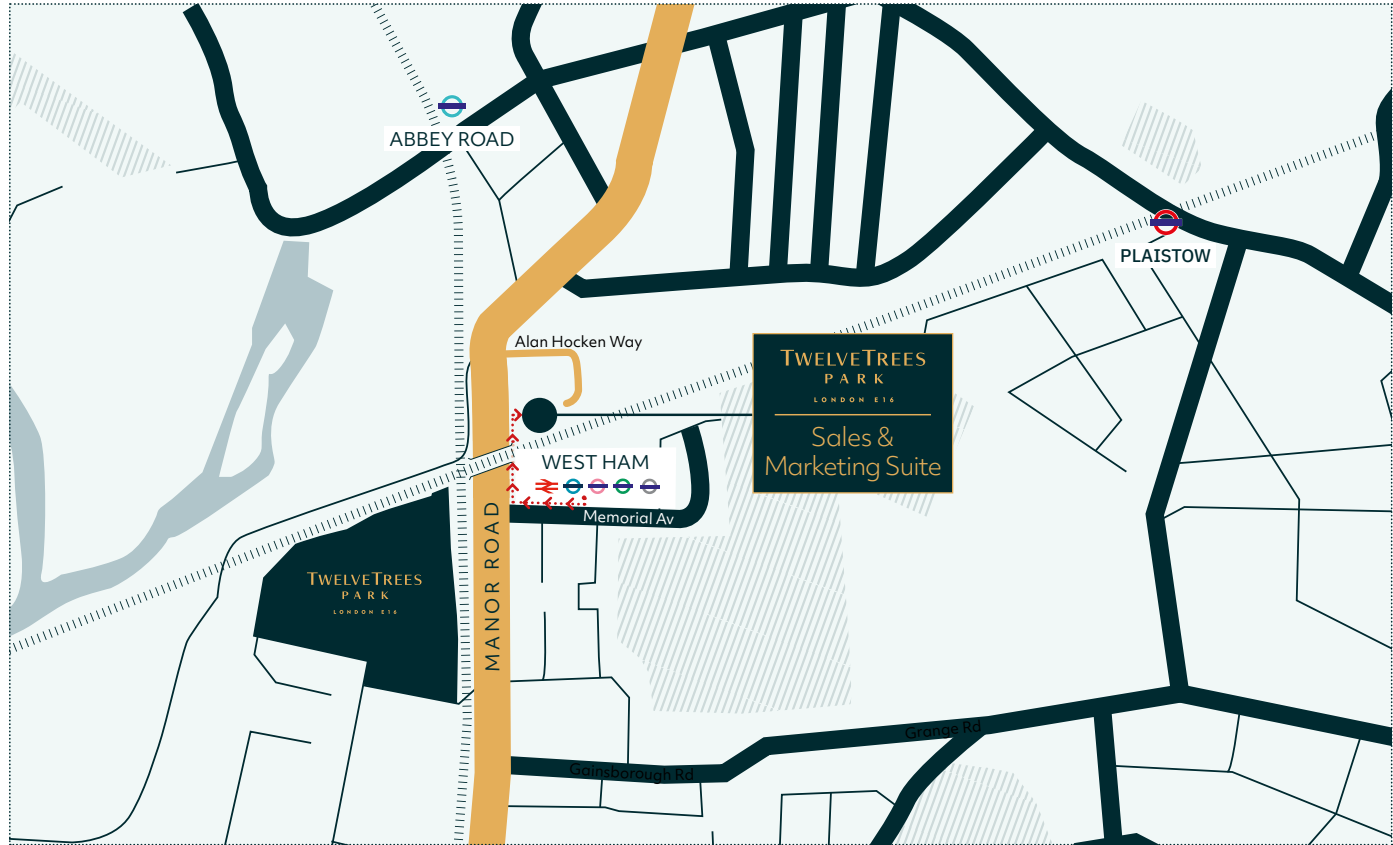 ABBEY ROAD
PLAISTOW
Alan Hocken Way
TWELVETREES
PARK
LONDON E16
Sales &
Marketing Suite
WEST HAM
Memorial Av
MANOR ROAD
TWELVETREES
PARK
LONDON E16
Grange Rd
Gainsborough Rd